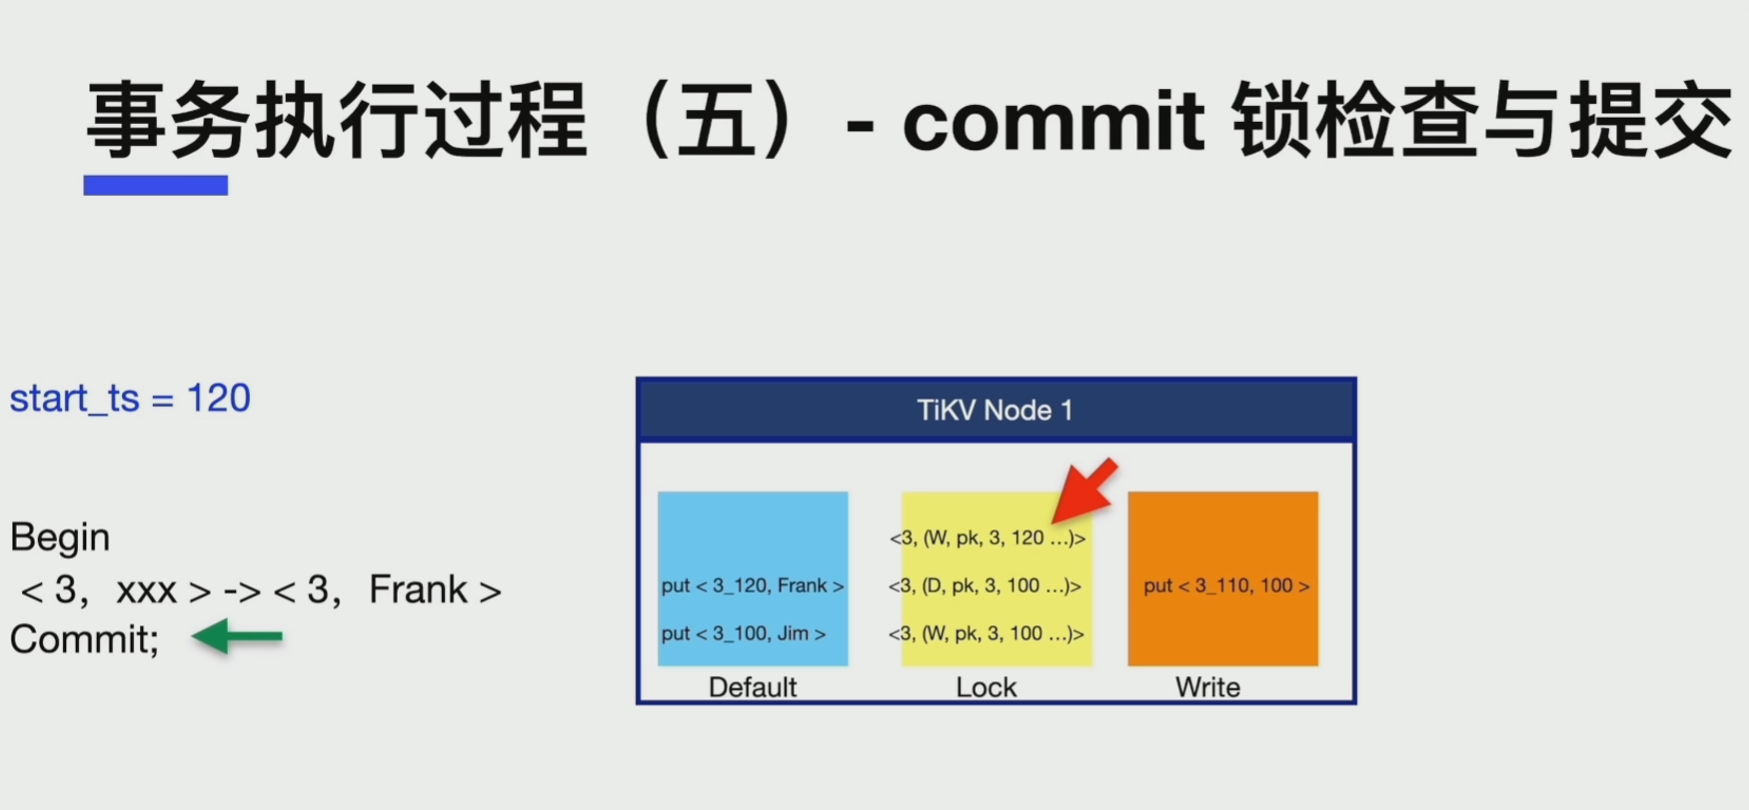 事务执行过程（五）- commit 锁检查与提交
start_ts = 120
Begin
< 3， xxx > -> < 3， Frank >
Commit;
TiKV Node 1
put < 3_120, Frank >
put < 3_100, Jim >
Default
<3, (W, pk, 3, 120 ...)>
<3, (D, pk, 3, 100 ...)>
<3, (W, pk, 3, 100 ...)>
Lock
put < 3_110, 100 >
Write